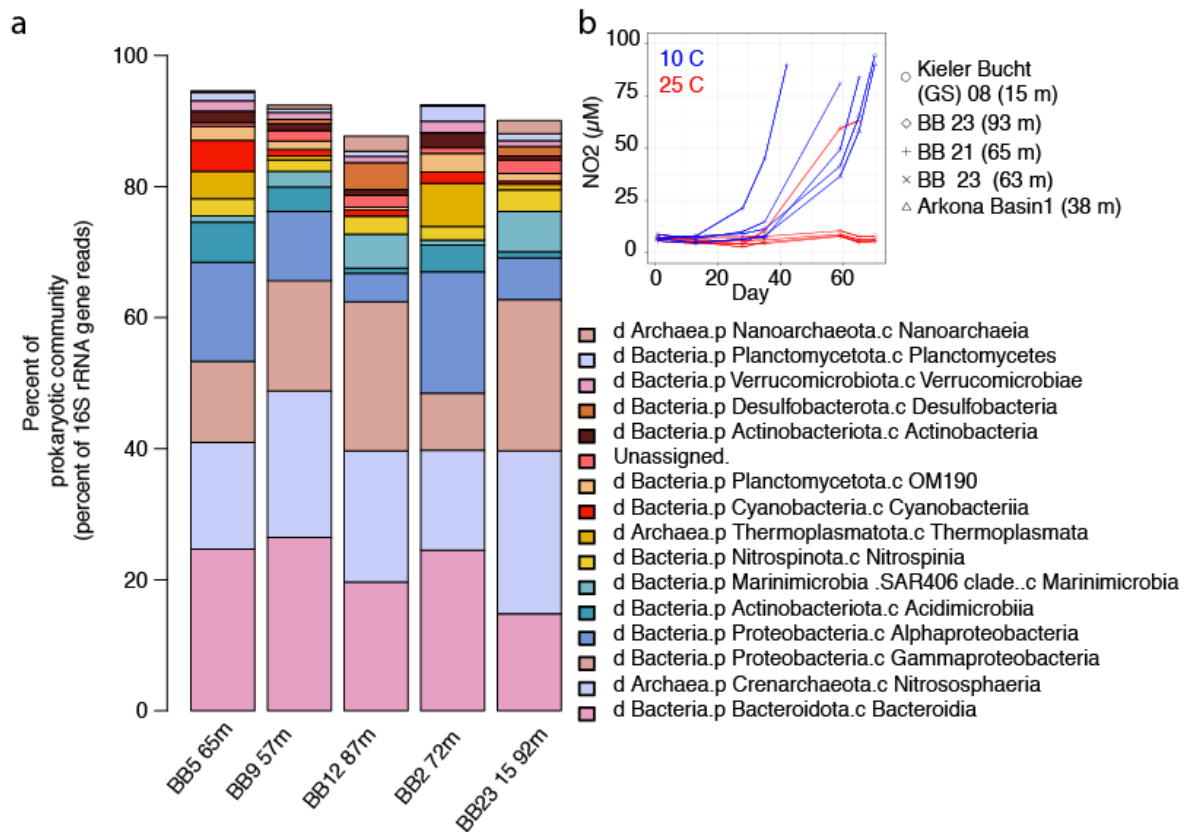 a
100
80
60
40
20
0
Percent of
prokaryotic community
(percent of 16S rRNA gene reads)
BB5 65m
BB9 57m
BB12 87m
BB2 72m
BB23 15 92m
b
100
75
50
25
0
NO2 (µM)
10 C
25 C
0
20
40
60
Day
Kieler Bucht
(GS) 08 (15 m)
BB 23 (93 m)
BB 21 (65 m)
BB 23 (63 m)
Arkona Basin1 (38 m)
d Archaea.p Nanoarchaeota.c Nanoarchaeia
d Bacteria.p Planctomycetota.c Planctomycetes
d Bacteria.p Verrucomicrobiota.c Verrucomicrobiae
d Bacteria.p Desulfobacterota.c Desulfobacteria
d Bacteria.p Actinobacteriota.c Actinobacteria
Unassigned.
d Bacteria.p Planctomycetota.c OM190
d Bacteria.p Cyanobacteria.c Cyanobacteriia
d Archaea.p Thermoplasmatota.c Thermoplasmata
d Bacteria.p Nitrospinota.c Nitrospinia
d Bacteria.p Marinimicrobia .SAR406 clade..c Marinimicrobia
d Bacteria.p Actinobacteriota.c Acidimicrobiia
d Bacteria.p Proteobacteria.c Alphaproteobacteria
d Bacteria.p Proteobacteria.c Gammaproteobacteria
d Archaea.p Crenarchaeota.c Nitrososphaeria
d Bacteria.p Bacteroidota.c Bacteroidia